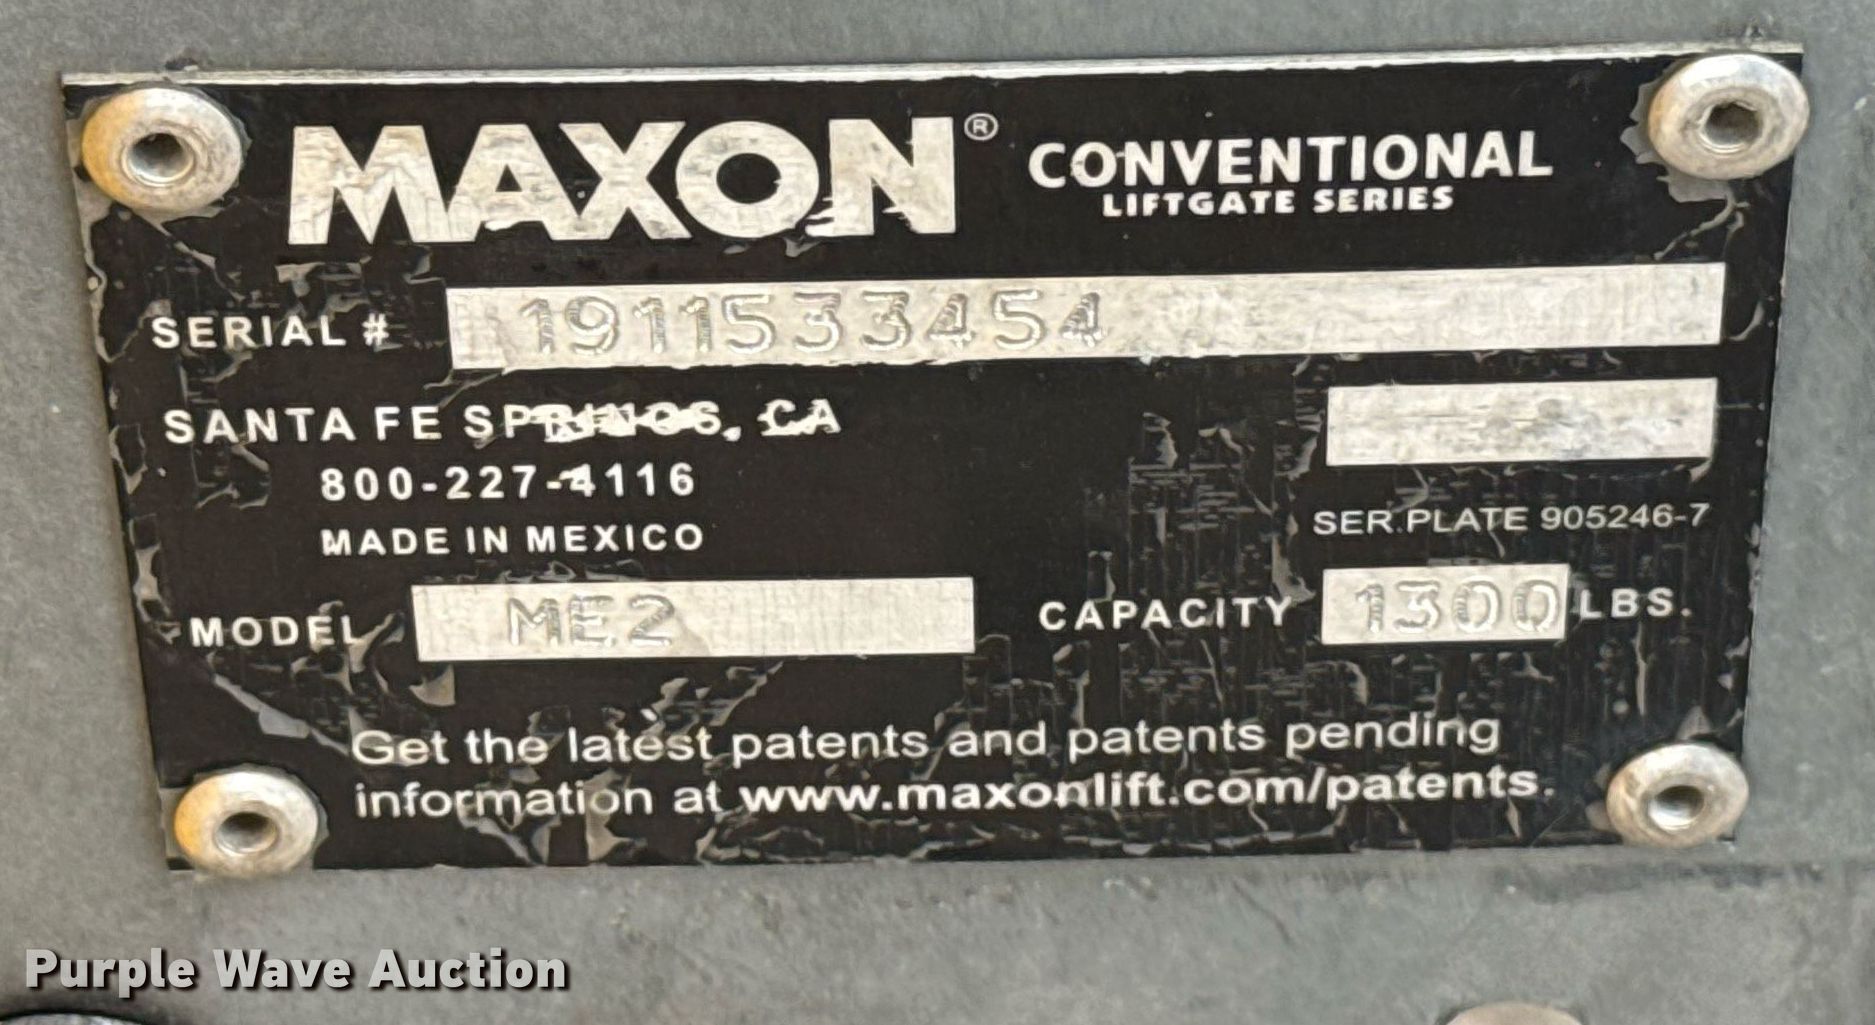 MAXON® CONVENTIONAL
LIFTGATE SERIES
SERIAL # 1911533454
SANTA FE SPRINGS, CA
800-227-4116
MADE IN MEXICO
SER.PLATE 905246-7
MODEL ME2 CAPACITY 1300 LBS.
Get the latest patents and patents pending
information at www.maxonlift.com/patents.
Purple Wave Auction